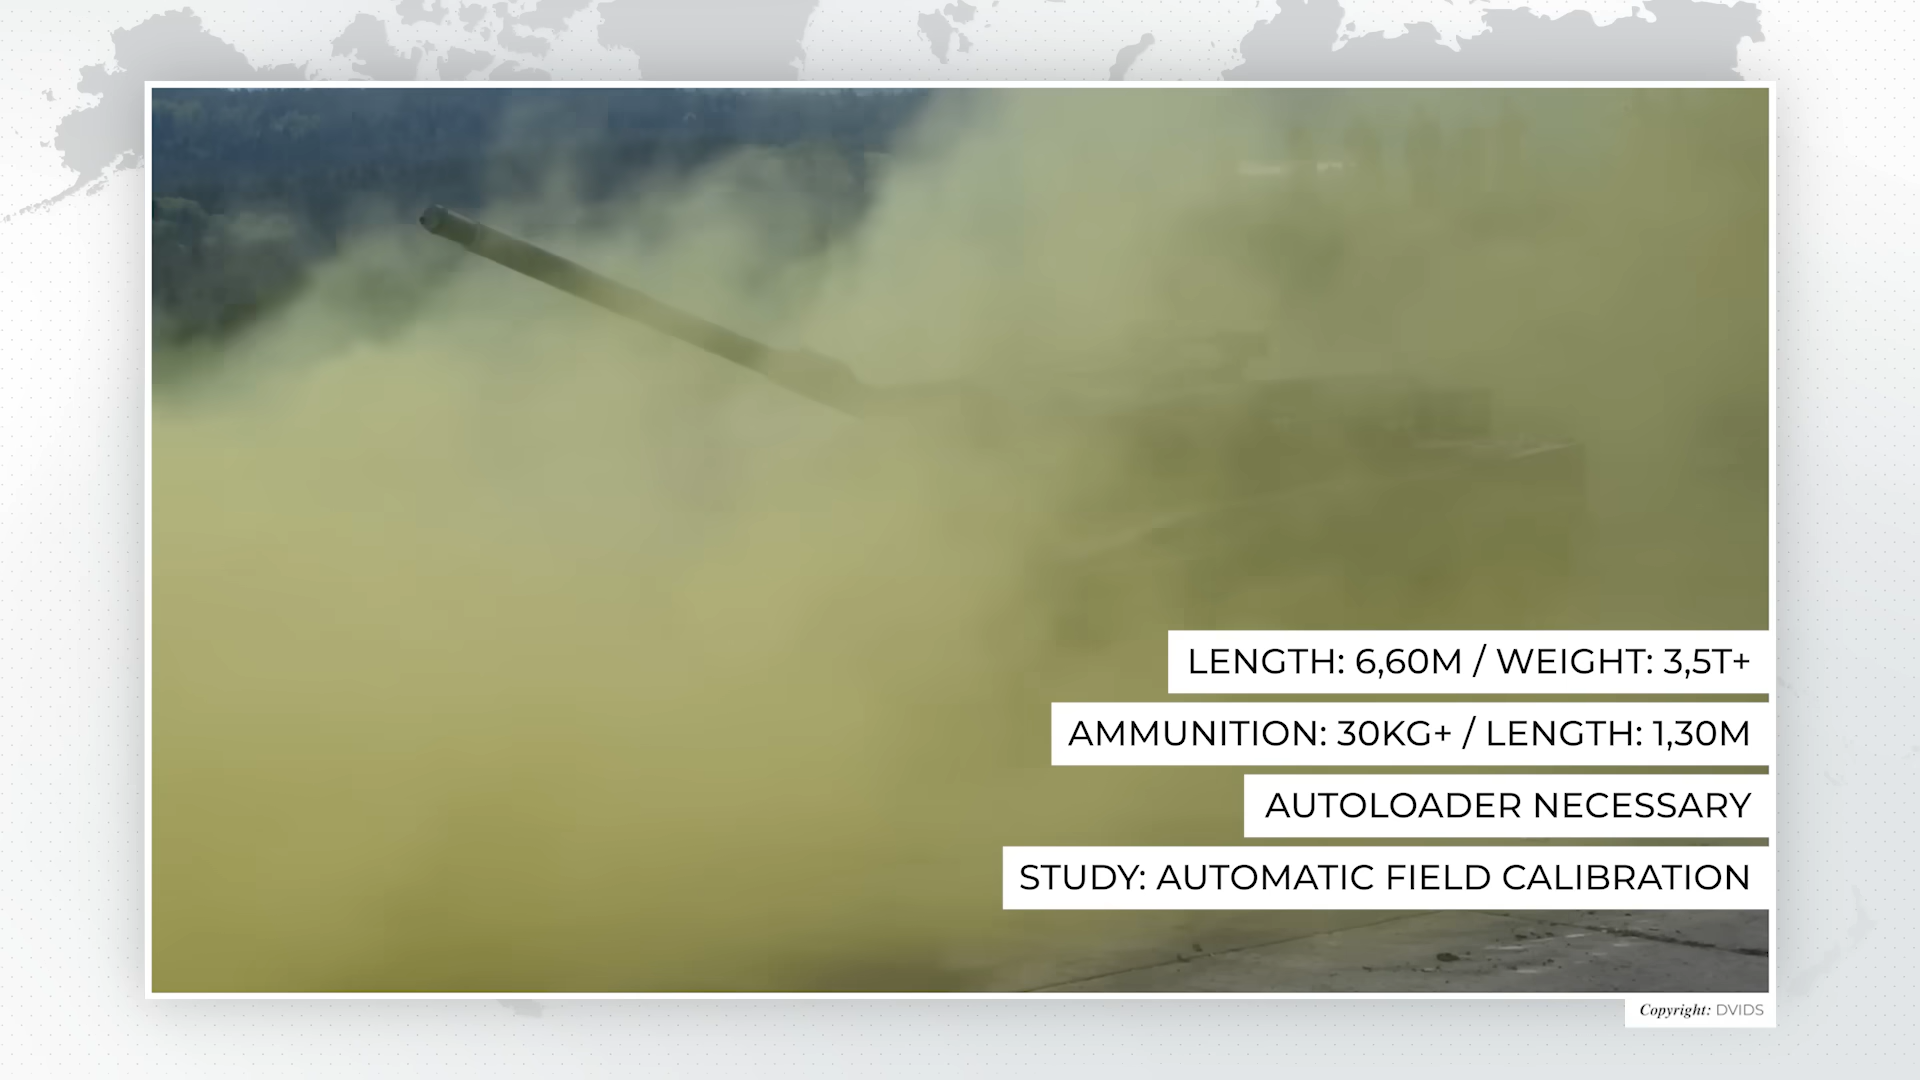 LENGTH: 6,60M / WEIGHT: 3,5T+
AMMUNITION: 30KG+ / LENGTH: 1,30M
AUTOLOADER NECESSARY
STUDY: AUTOMATIC FIELD CALIBRATION
Copyright: DVIDS